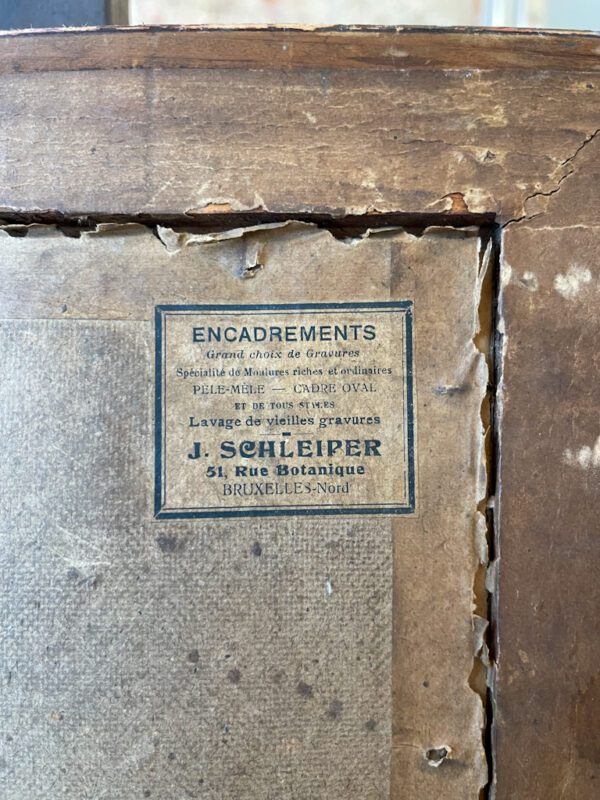 ENCADREMENTS
Grand choix de Gravures
Spécialité de Moulures riches et ordinaires
PÊLE-MÊLE — CADRE OVAL
ET DE TOUS STYLES
Lavage de vieilles gravures
J. SCHLEIPER
51, Rue Botanique
BRUXELLES-Nord